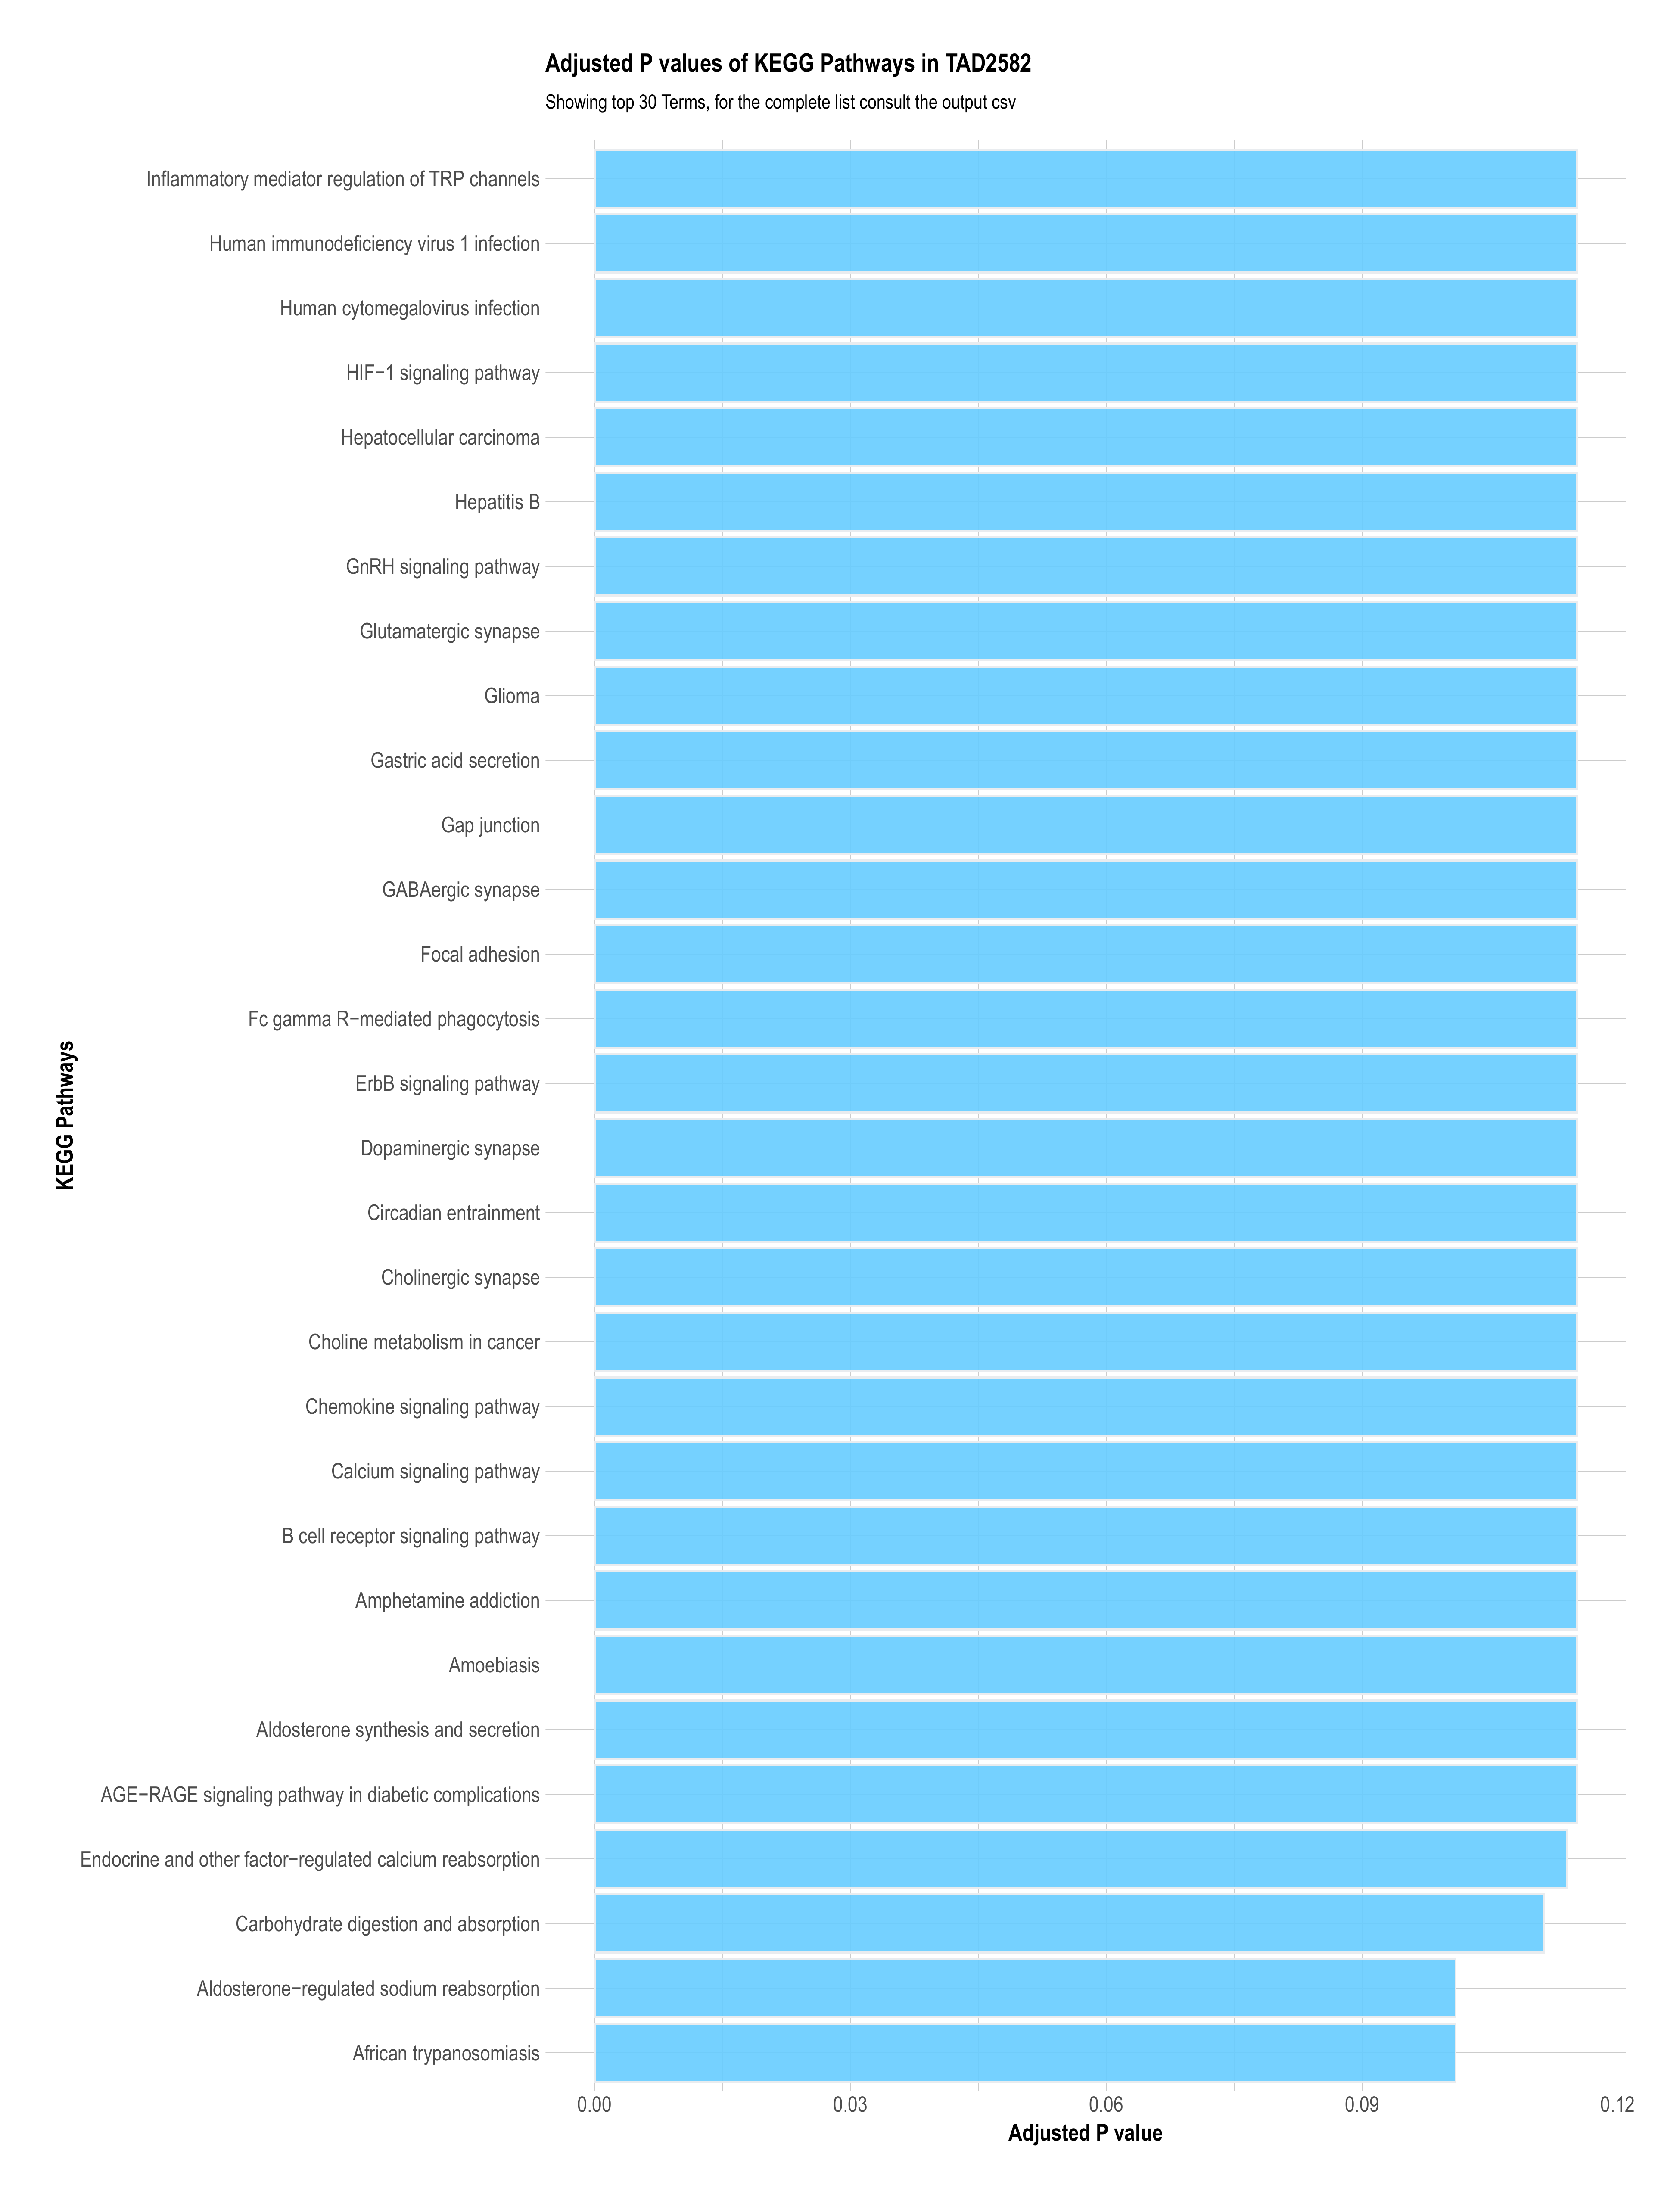 Adjusted P values of KEGG Pathways in TAD2582
Showing top 30 Terms, for the complete list consult the output csv
Inflammatory mediator regulation of TRP channels
Human immunodeficiency virus 1 infection
Human cytomegalovirus infection
HIF−1 signaling pathway
Hepatocellular carcinoma
Hepatitis B
GnRH signaling pathway
Glutamatergic synapse
Glioma
Gastric acid secretion
Gap junction
GABAergic synapse
Focal adhesion
Fc gamma R−mediated phagocytosis
ErbB signaling pathway
Dopaminergic synapse
Circadian entrainment
Cholinergic synapse
Choline metabolism in cancer
Chemokine signaling pathway
Calcium signaling pathway
B cell receptor signaling pathway
Amphetamine addiction
Amoebiasis
Aldosterone synthesis and secretion
AGE−RAGE signaling pathway in diabetic complications
Endocrine and other factor−regulated calcium reabsorption
Carbohydrate digestion and absorption
Aldosterone−regulated sodium reabsorption
African trypanosomiasis
KEGG Pathways
0.00 0.03 0.06 0.09 0.12
Adjusted P value